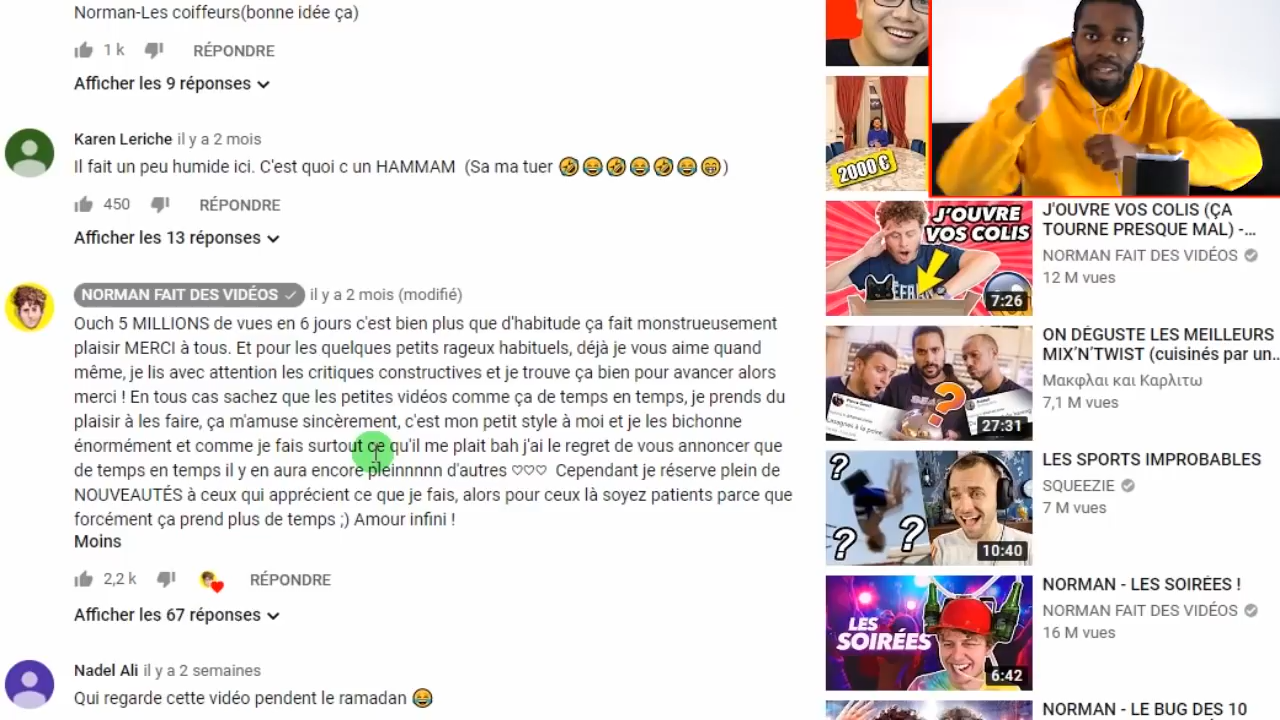 Norman-Les coiffeurs(bonne idée ça)
1 k RÉPONDRE
Afficher les 9 réponses
Karen Leriche il y a 2 mois
Il fait un peu humide ici. C'est quoi c un HAMMAM (Sa ma tuer 🤣😂🤣😂🤣😂😁)
450 RÉPONDRE
Afficher les 13 réponses
NORMAN FAIT DES VIDÉOS il y a 2 mois (modifié)
Ouch 5 MILLIONS de vues en 6 jours c'est bien plus que d'habitude ça fait monstrueusement
plaisir MERCI à tous. Et pour les quelques petits rageux habituels, déjà je vous aime quand
même, je lis avec attention les critiques constructives et je trouve ça bien pour avancer alors
merci ! En tous cas sachez que les petites vidéos comme ça de temps en temps, je prends du
plaisir à les faire, ça m'amuse sincèrement, c'est mon petit style à moi et je les bichonne
énormément et comme je fais surtout ce qu'il me plait bah j'ai le regret de vous annoncer que
de temps en temps il y en aura encore pleinnnnn d'autres ♡♡♡ Cependant je réserve plein de
NOUVEAUTÉS à ceux qui apprécient ce que je fais, alors pour ceux là soyez patients parce que
forcément ça prend plus de temps ;) Amour infini !
Moins
2,2 k RÉPONDRE
Afficher les 67 réponses
Nadel Ali il y a 2 semaines
Qui regarde cette vidéo pendent le ramadan 😂
2000 €
J'OUVRE
VOS COLIS
7:26
J'OUVRE VOS COLIS (ÇA
TOURNE PRESQUE MAL) -...
NORMAN FAIT DES VIDÉOS
12 M vues
?
27:31
ON DÉGUSTE LES MEILLEURS
MIX'N'TWIST (cuisinés par un...
Μακφλαι και Καρλιτω
7,1 M vues
?
?
?
10:40
LES SPORTS IMPROBABLES
SQUEEZIE
7 M vues
LES
SOIRÉES
6:42
NORMAN - LES SOIRÉES !
NORMAN FAIT DES VIDÉOS
16 M vues
NORMAN - LE BUG DES 10